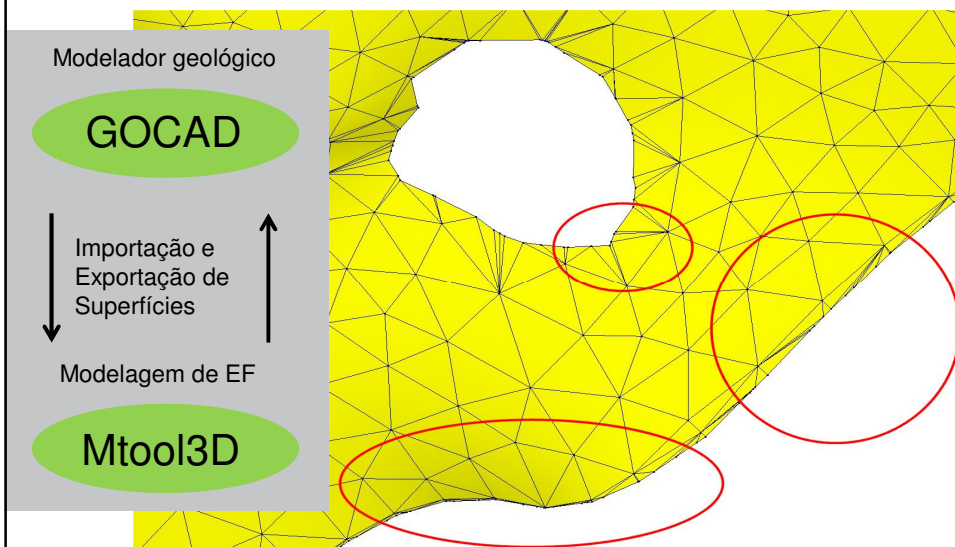 Modelador geológico
GOCAD
Importação e
Exportação de
Superfícies
Modelagem de EF
Mtool3D